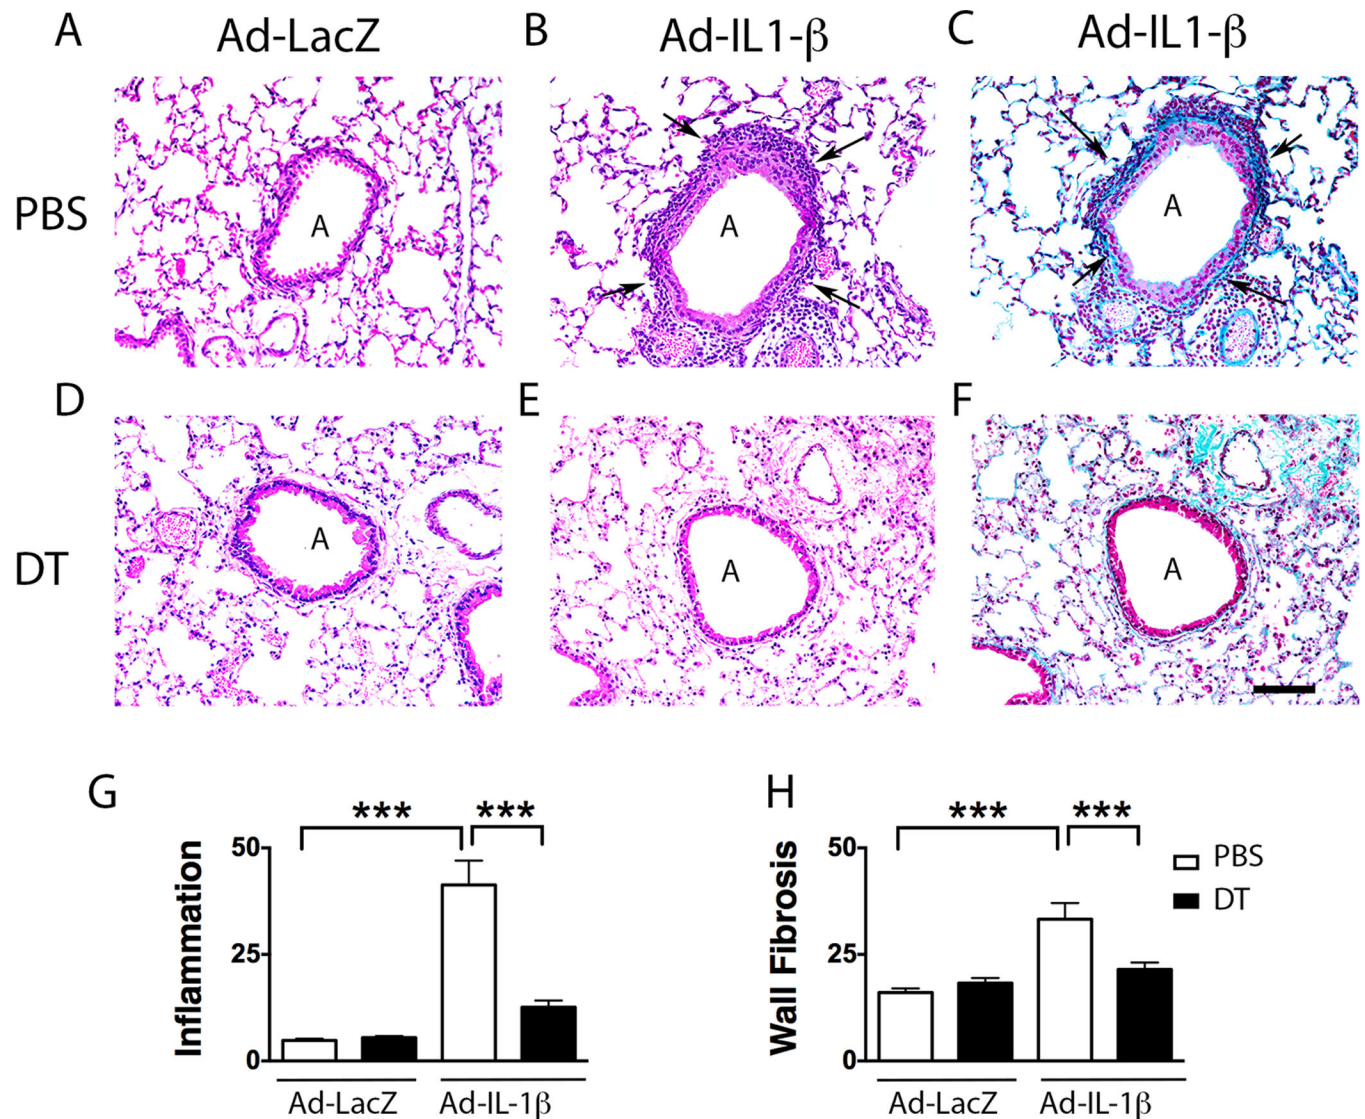 A Ad-LacZ B Ad-IL1-β C Ad-IL1-β
PBS A A A
D E F
DT A A A
G H
*** *** *** ***
50 50 PBS
DT
Inflammation Wall Fibrosis
25 25
0 0
Ad-LacZ Ad-IL-1β Ad-LacZ Ad-IL-1β